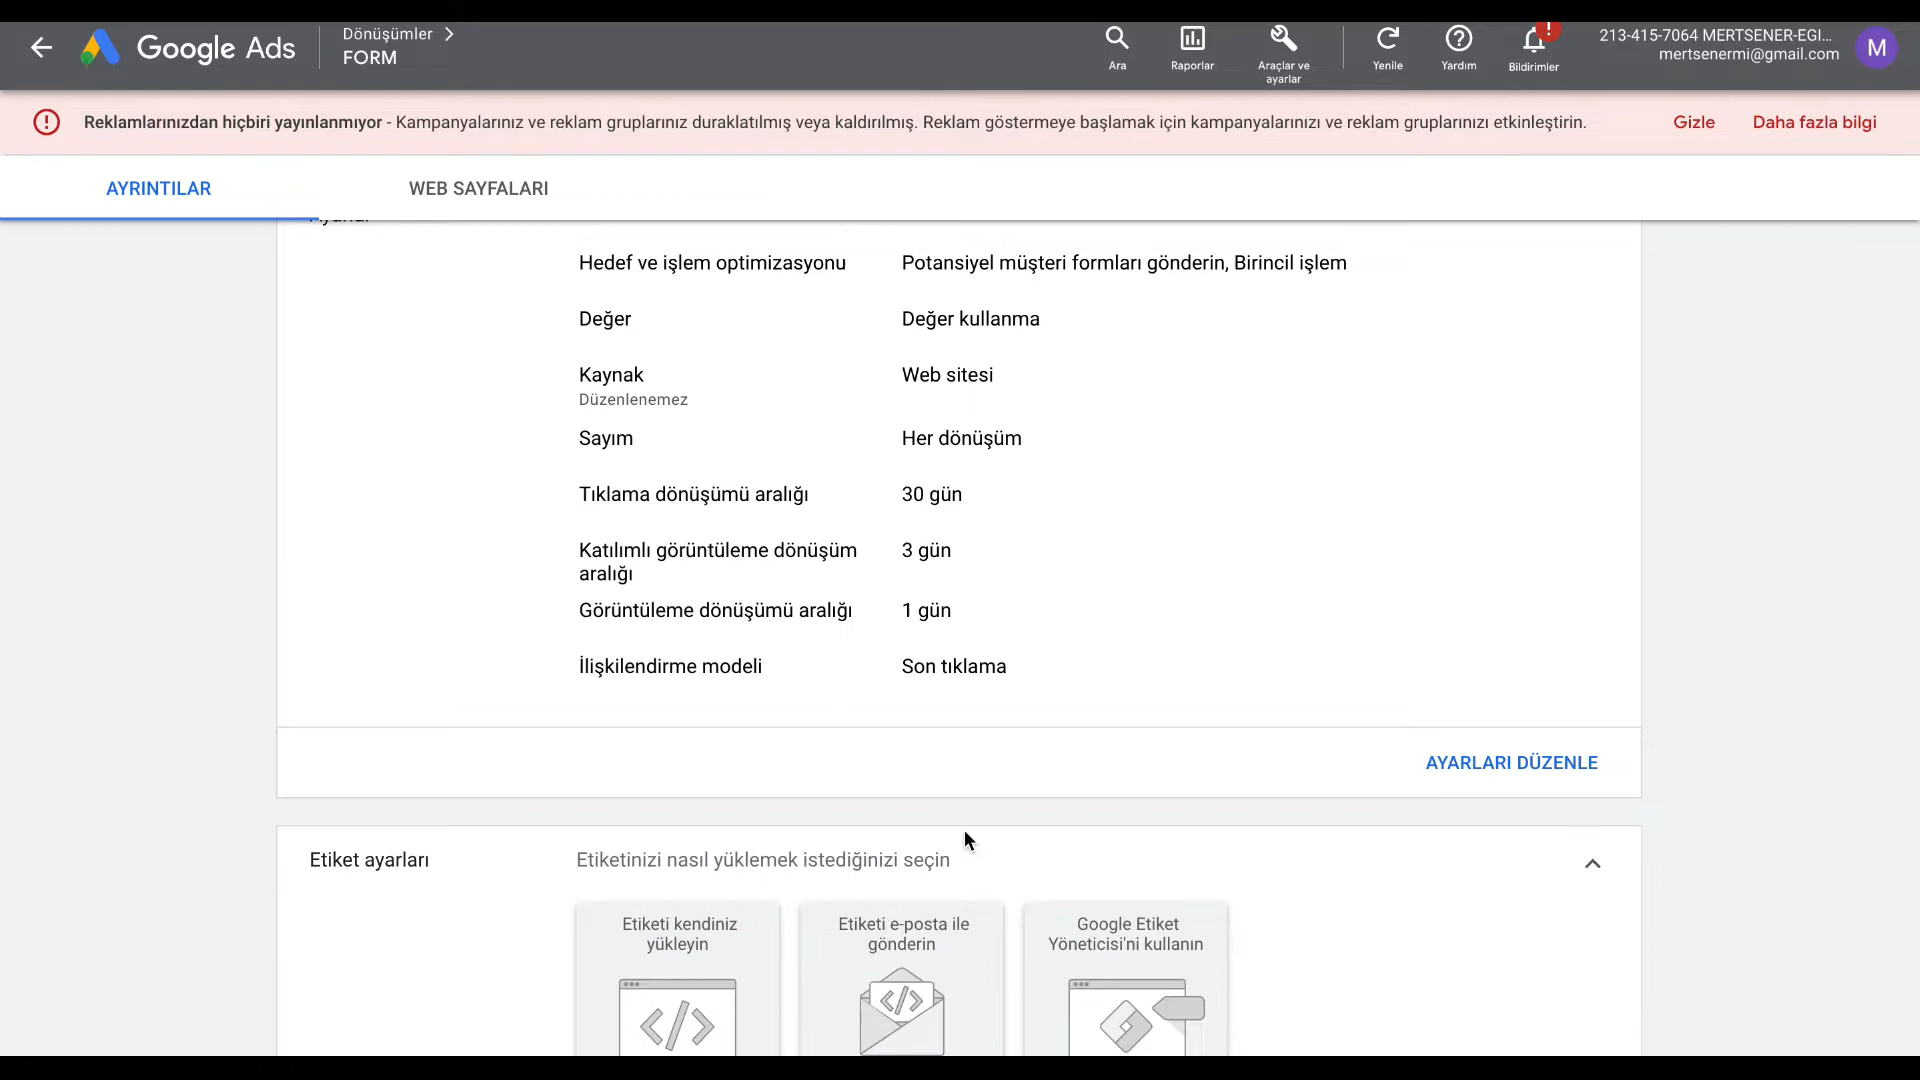 Google Ads
Dönüşümler
FORM
Ara
Raporlar
Araçlar ve
ayarlar
Yenile
Yardım
!
Bildirimler
213-415-7064 MERTSENER-EGI...
mertsenermi@gmail.com
M
Reklamlarınızdan hiçbiri yayınlanmıyor - Kampanyalarınız ve reklam gruplarınız duraklatılmış veya kaldırılmış. Reklam göstermeye başlamak için kampanyalarınızı ve reklam gruplarınızı etkinleştirin.
Gizle
Daha fazla bilgi
AYRINTILAR
WEB SAYFALARI
Hedef ve işlem optimizasyonu
Potansiyel müşteri formları gönderin, Birincil işlem
Değer
Değer kullanma
Kaynak
Düzenlenemez
Web sitesi
Sayım
Her dönüşüm
Tıklama dönüşümü aralığı
30 gün
Katılımlı görüntüleme dönüşüm
aralığı
3 gün
Görüntüleme dönüşümü aralığı
1 gün
İlişkilendirme modeli
Son tıklama
AYARLARI DÜZENLE
Etiket ayarları
Etiketinizi nasıl yüklemek istediğinizi seçin
Etiketi kendiniz
yükleyin
Etiketi e-posta ile
gönderin
Google Etiket
Yöneticisi'ni kullanın